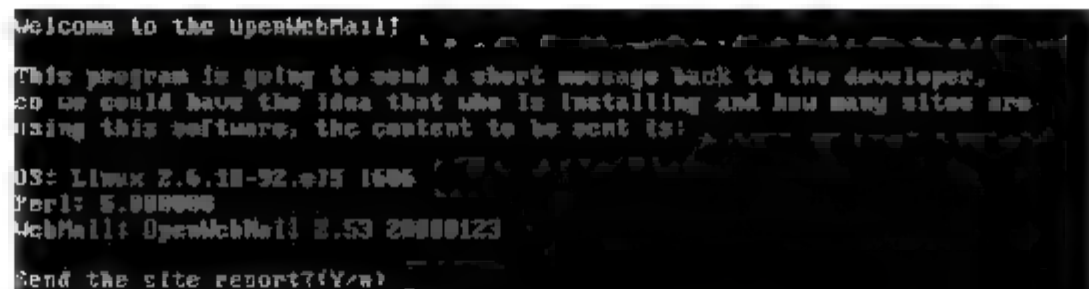 Welcome to the OpenWebMail!
This program is going to send a short message back to the developer,
so we could have the idea that who is installing and how many sites are
using this software, the content to be sent is:
OS: Linux 2.6.18-92.el5 i686
Perl:
WebMail: OpenWebMail 2.53
Send the site report?(Y/n)